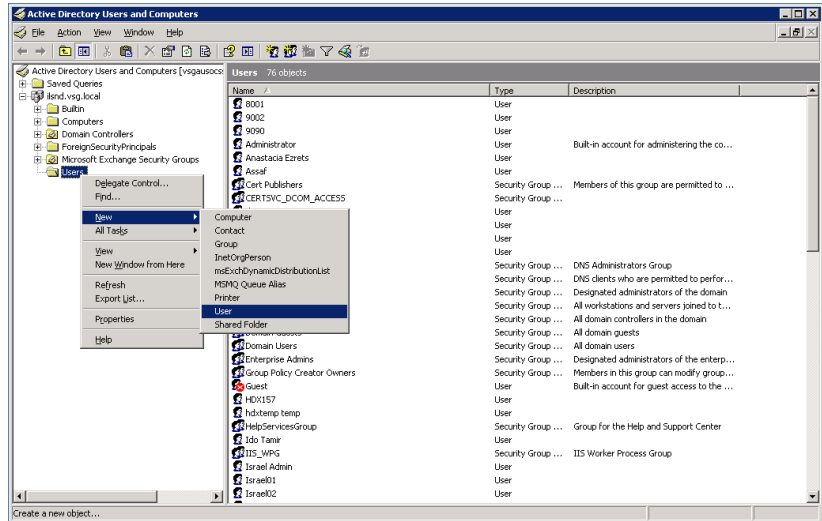 Active Directory Users and Computers
File Action View Window Help
Active Directory Users and Computers [vsgausocs
Saved Queries
ilsnd.vsg.local
Builtin
Computers
Domain Controllers
ForeignSecurityPrincipals
Microsoft Exchange Security Groups
Users
Delegate Control...
Find...
New
All Tasks
View
New Window from Here
Refresh
Export List...
Properties
Help
Computer
Contact
Group
InetOrgPerson
msExchDynamicDistributionList
MSMQ Queue Alias
Printer
User
Shared Folder
Users 76 objects
Name Type Description
8001 User
9002 User
9090 User
Administrator User Built-in account for administering the co...
Anastacia Ezrets User
Assaf User
Cert Publishers Security Group ... Members of this group are permitted to ...
CERTSVC_DCOM_ACCESS Security Group ...
User
User
User
User
Security Group ... DNS Administrators Group
Security Group ... DNS clients who are permitted to perfor...
Security Group ... Designated administrators of the domain
Security Group ... All workstations and servers joined to t...
Security Group ... All domain controllers in the domain
Domain Guests Security Group ... All domain guests
Domain Users Security Group ... All domain users
Enterprise Admins Security Group ... Designated administrators of the enterp...
Group Policy Creator Owners Security Group ... Members in this group can modify group...
Guest User Built-in account for guest access to the ...
HDX157 User
hdxtemp temp User
HelpServicesGroup Security Group ... Group for the Help and Support Center
Ido Tamir User
IIS_WPG Security Group ... IIS Worker Process Group
Israel Admin User
Israel01 User
Israel02 User
Create a new object...